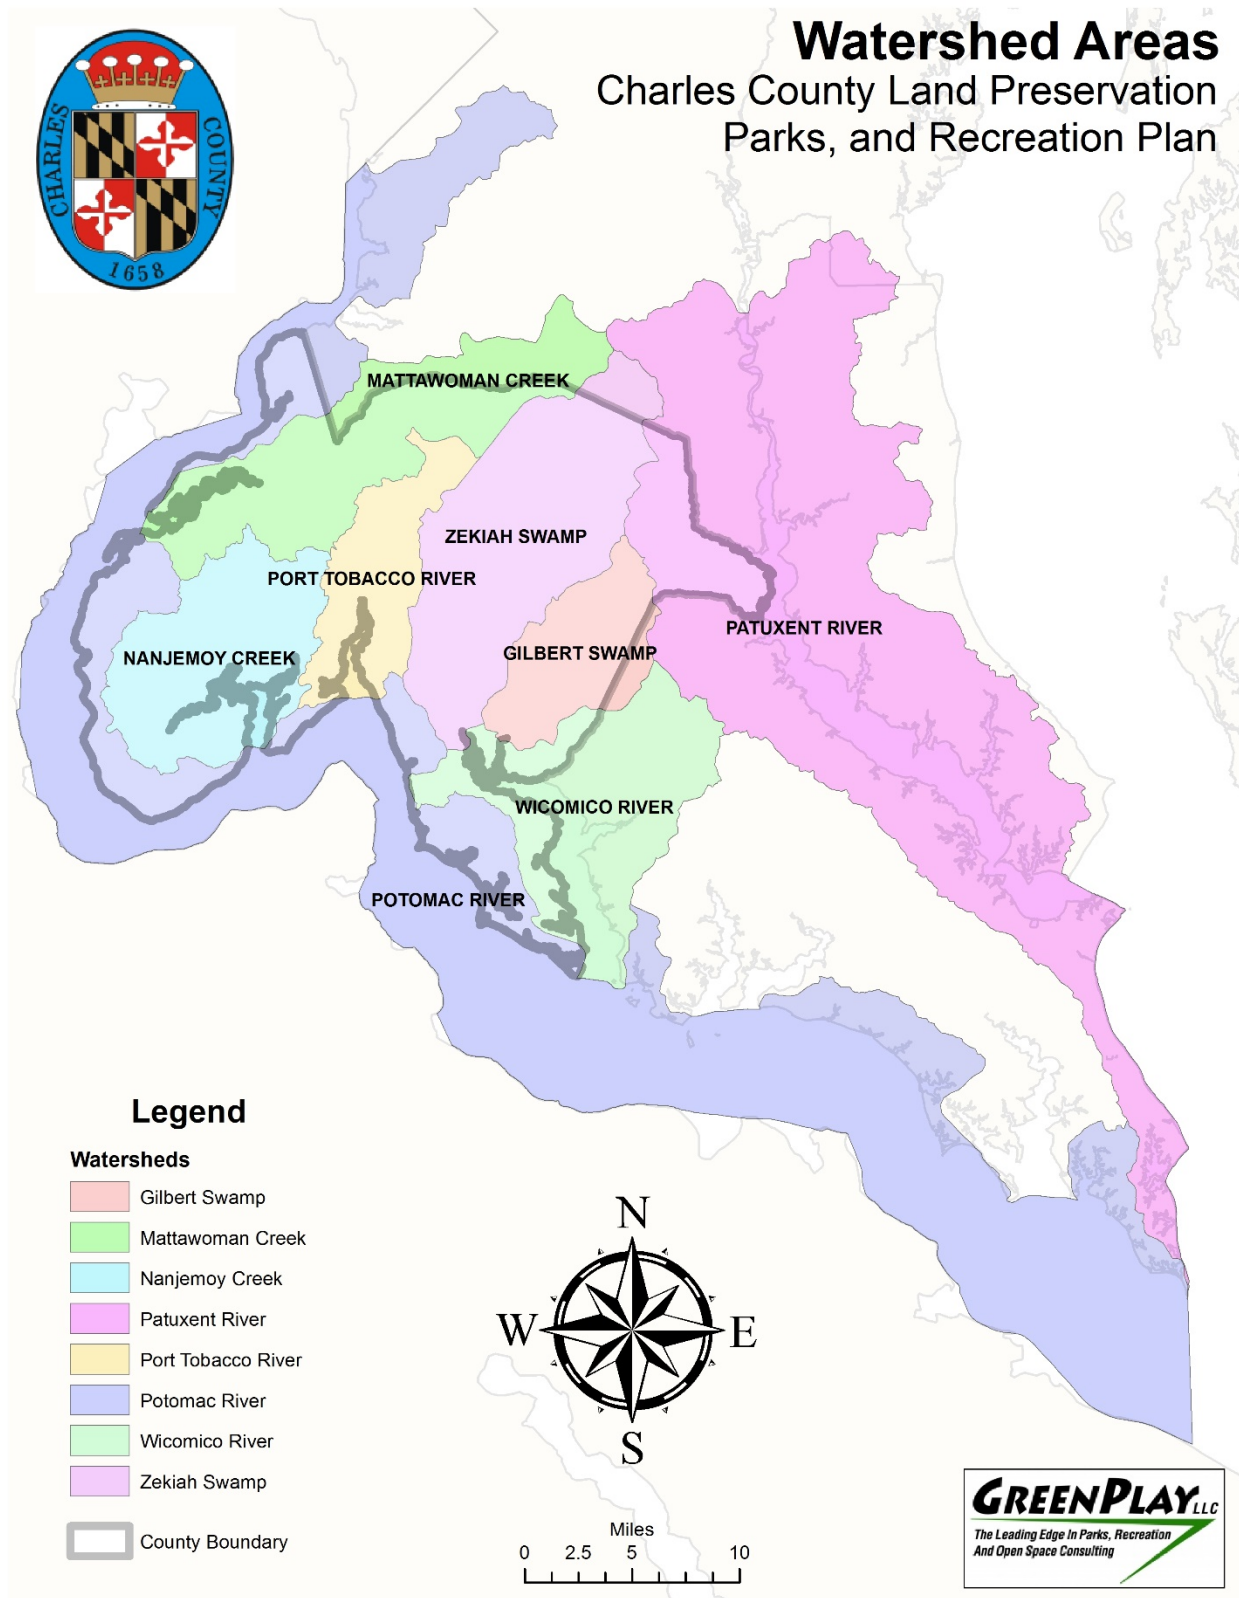 Watershed Areas
Charles County Land Preservation
Parks, and Recreation Plan
CHARLES
COUNTY
1658
MATTAWOMAN CREEK
ZEKIAH SWAMP
PORT TOBACCO RIVER
PATUXENT RIVER
GILBERT SWAMP
NANJEMOY CREEK
WICOMICO RIVER
POTOMAC RIVER
Legend
Watersheds
Gilbert Swamp
Mattawoman Creek
Nanjemoy Creek
Patuxent River
Port Tobacco River
Potomac River
Wicomico River
Zekiah Swamp
County Boundary
N
W
E
S
Miles
0 2.5 5 10
GREENPLAY LLC
The Leading Edge In Parks, Recreation
And Open Space Consulting